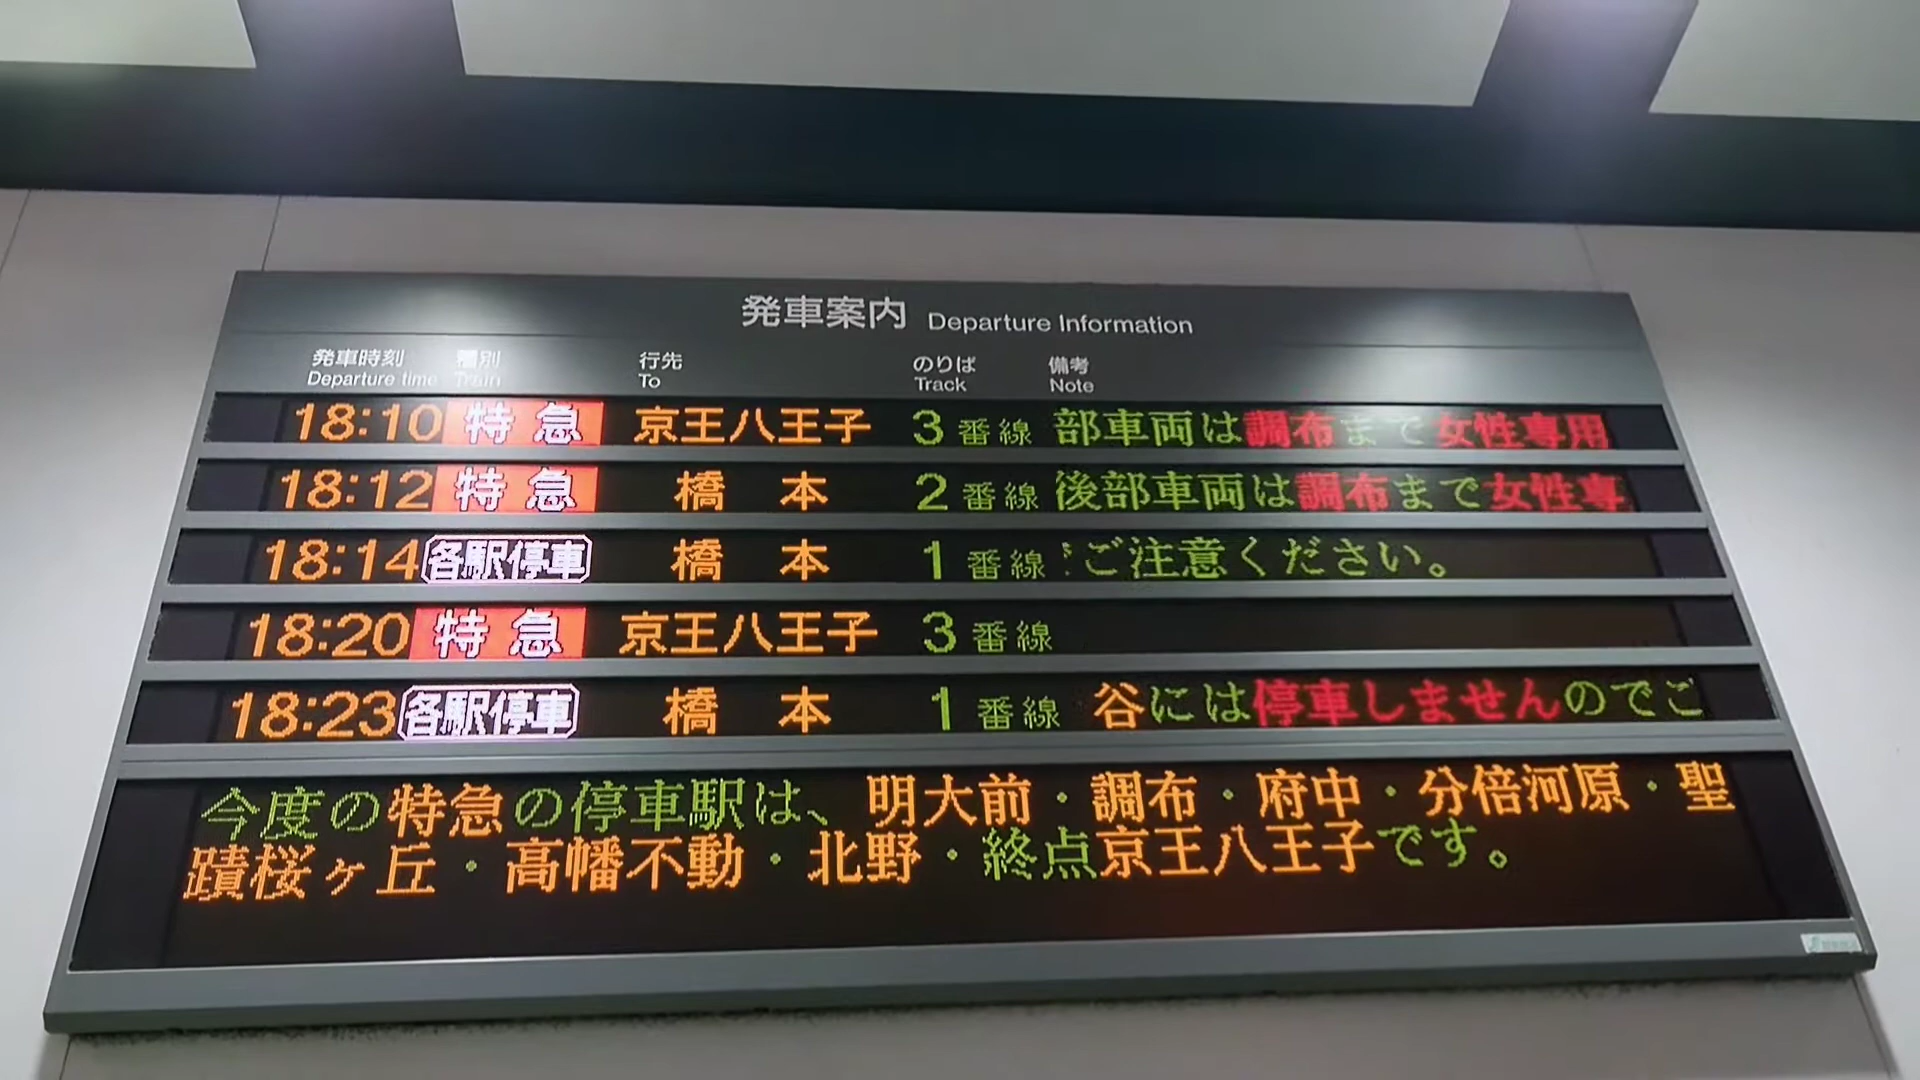 発車案内 Departure Information
発車時刻 種別 行先 のりば 備考
Departure time Train To Track Note
18:10 特急 京王八王子 3番線 部車両は調布まで女性専用
18:12 特急 橋本 2番線 後部車両は調布まで女性専
18:14 各駅停車 橋本 1番線 ご注意ください。
18:20 特急 京王八王子 3番線
18:23 各駅停車 橋本 1番線 谷には停車しませんのでご
今度の特急の停車駅は、明大前・調布・府中・分倍河原・聖
蹟桜ヶ丘・高幡不動・北野・終点京王八王子です。